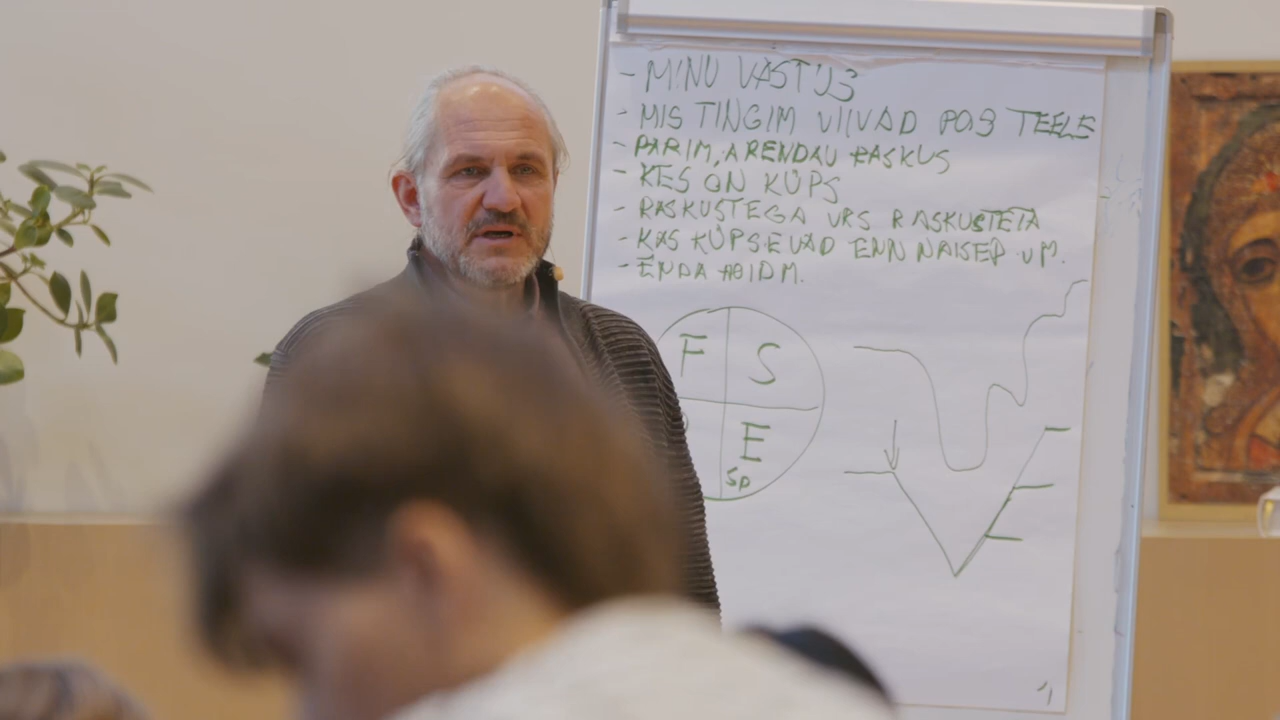 - MINU VASTUS
- MIS TINGIM VIIVAD POS TEELE
- PARIM, ARENDAV RASKUS
- KES ON KÜPS
- RASKUSTEGA VRS RASKUSTETA
- KAS KÜPSEVAD ENN NAISED VM.
- ENDA HOIDM.
F S
E
SP